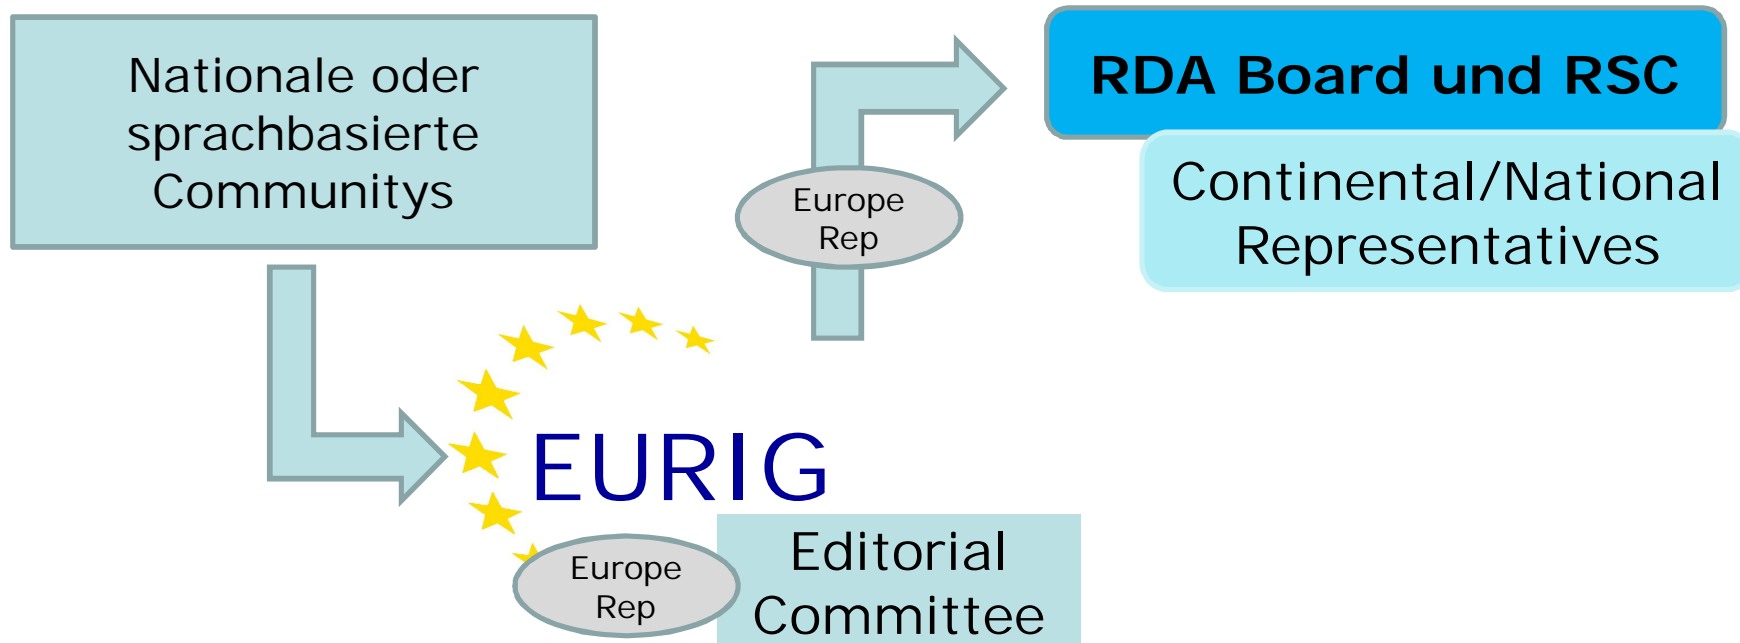 Nationale oder
sprachbasierte
Communitys
RDA Board und RSC
Continental/National
Representatives
Europe
Rep
EURIG
Europe
Rep
Editorial
Committee